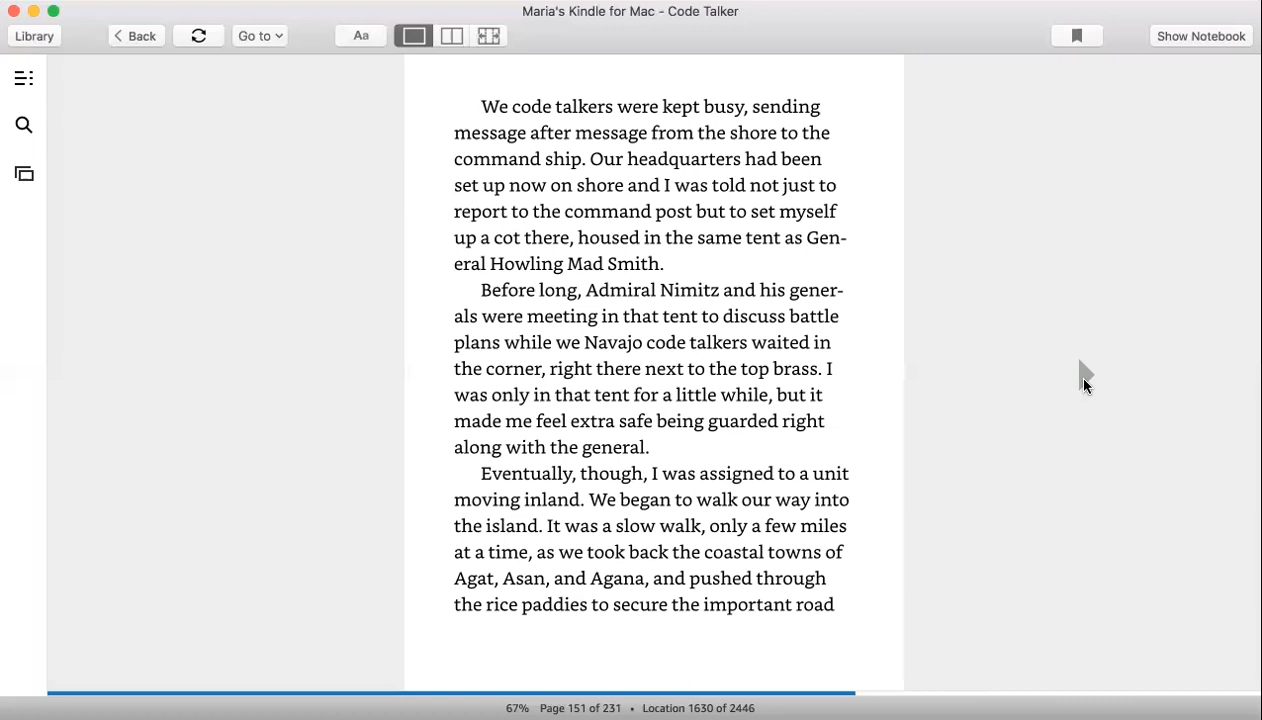 Maria's Kindle for Mac - Code Talker
Library
Back
Go to
Aa
Show Notebook
We code talkers were kept busy, sending
message after message from the shore to the
command ship. Our headquarters had been
set up now on shore and I was told not just to
report to the command post but to set myself
up a cot there, housed in the same tent as Gen-
eral Howling Mad Smith.
Before long, Admiral Nimitz and his gener-
als were meeting in that tent to discuss battle
plans while we Navajo code talkers waited in
the corner, right there next to the top brass. I
was only in that tent for a little while, but it
made me feel extra safe being guarded right
along with the general.
Eventually, though, I was assigned to a unit
moving inland. We began to walk our way into
the island. It was a slow walk, only a few miles
at a time, as we took back the coastal towns of
Agat, Asan, and Agana, and pushed through
the rice paddies to secure the important road
67% Page 151 of 231 • Location 1630 of 2446